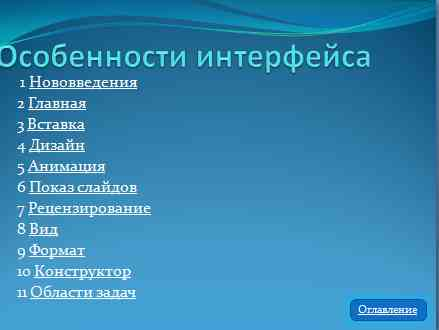 Особенности интерфейса
1 Нововведения
2 Главная
3 Вставка
4 Дизайн
5 Анимация
6 Показ слайдов
7 Рецензирование
8 Вид
9 Формат
10 Конструктор
11 Области задач
Оглавление